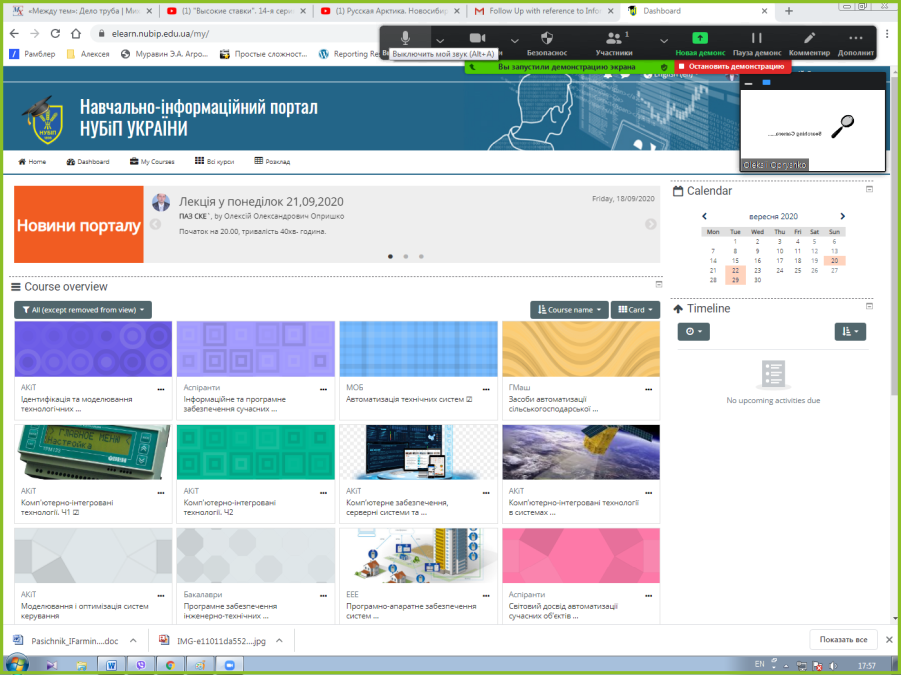 «Между тем»: Дело труба | Ми
(1) "Высокие ставки". 14-я сери
(1) Русская Арктика. Новосибир
Follow Up with reference to Info
Dashboard
elearn.nubip.edu.ua/my/
Рамблер
Алексея
Муравин Э.А. Агро...
Простые сложност...
Reporting Re
Выключить мой звук (Alt+A)
Безопаснос
Участники
1
Новая демонс
Пауза демонс
Комментир
Дополнит
Вы запустили демонстрацию экрана
Остановить демонстрацию
Навчально-інформаційний портал
НУБіП УКРАЇНИ
Oleksii Opryshko
Home
Dashboard
My Courses
Всі курси
Розклад
Новини порталу
Лекція у понеділок 21,09,2020
Friday, 18/09/2020
ПАЗ СКЕ`, by Олексій Олександрович Опришко
Початок на 20.00, тривалість 40хв- година.
Calendar
вересня 2020
Mon Tue Wed Thu Fri Sat Sun
1 2 3 4 5 6
7 8 9 10 11 12 13
14 15 16 17 18 19 20
21 22 23 24 25 26 27
28 29 30
Course overview
All (except removed from view)
Course name
Card
Timeline
No upcoming activities due
АКіТ
Ідентифікація та моделювання
технологічних ...
Аспіранти
Інформаційне та програмне
забезпечення сучасних ...
МОБ
Автоматизація технічних систем ☑
ГМаш
Засоби автоматизації
сільськогосподарської ...
ГЛАВНОЕ МЕНЮ
Настройка
АКіТ
Комп'ютерно-інтегровані
технології. Ч1 ☑
АКіТ
Комп'ютерно-інтегровані
технології. Ч2
АКіТ
Комп'ютерне забезпечення,
серверні системи та ...
АКіТ
Комп'ютерно-інтегровані технології
в системах ...
АКіТ
Моделювання і оптимізація систем
керування
Бакалаври
Програмне забезпечення
інженерно-технічних ...
ЕЕЕ
Програмно-апаратне забезпечення
систем ...
Аспіранти
Світовий досвід автоматизації
сучасних об'єктів ...
Pasichnik_IFarmin....doc
IMG-e11011da552....jpg
Показать все
EN
17:57